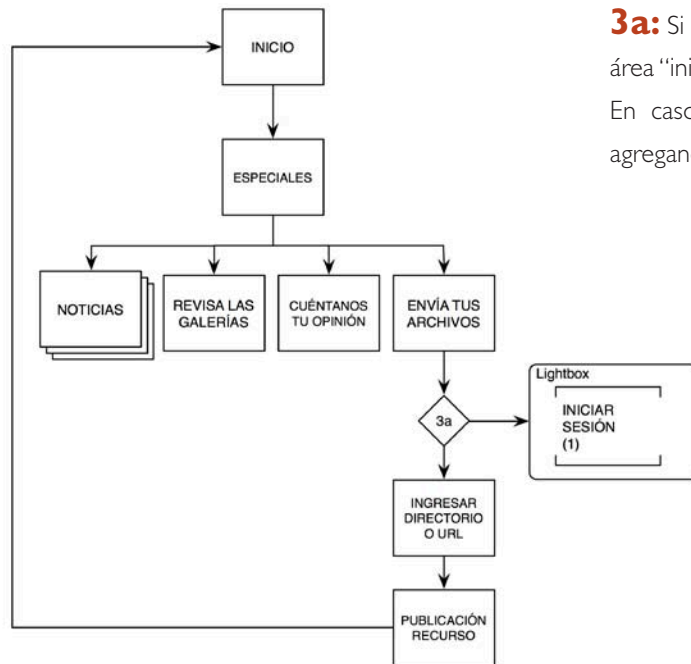 INICIO
3a: Si
área “ini
En caso
agregan
ESPECIALES
NOTICIAS
REVISA LAS
GALERÍAS
CUÉNTANOS
TU OPINIÓN
ENVÍA TUS
ARCHIVOS
3a
Lightbox
INICIAR
SESIÓN
(1)
INGRESAR
DIRECTORIO
O URL
PUBLICACIÓN
RECURSO